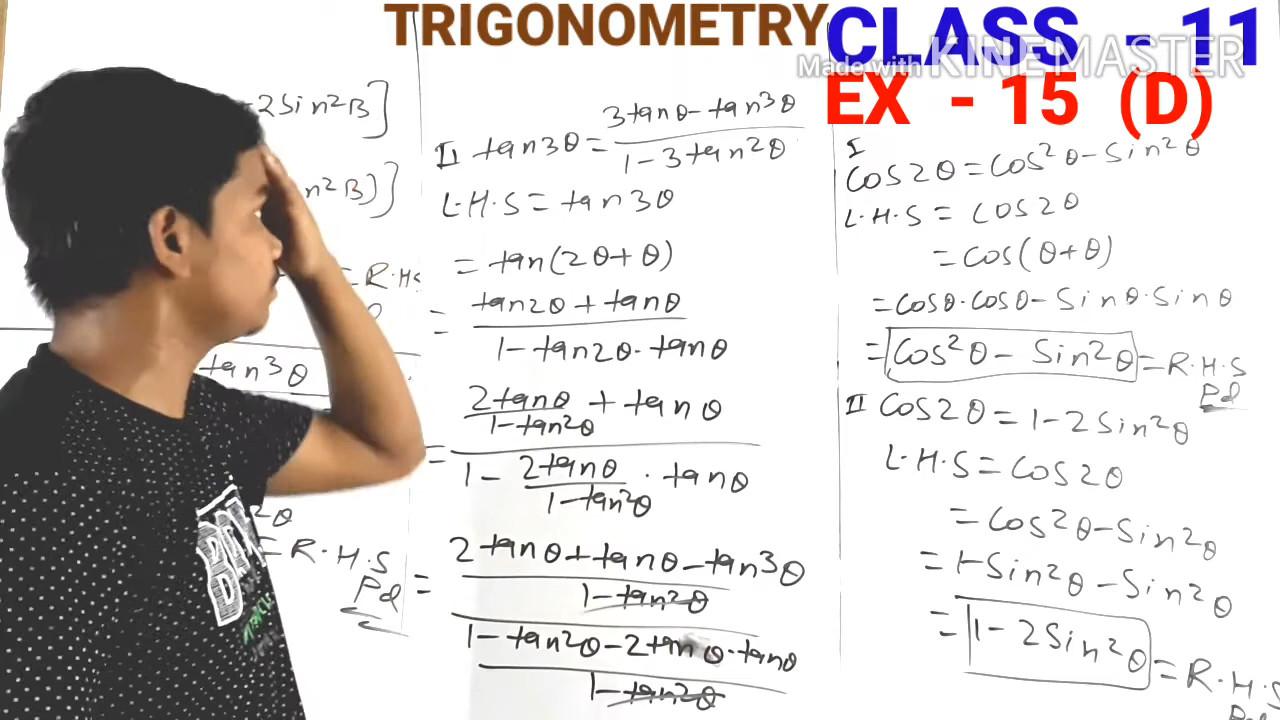 TRIGONOMETRY CLASS - 11
Made with KINEMASTER
EX - 15 (D)
-2Sin²B]
n²B)}
= R.HS
tan³θ
²θ
= R.H.S
Pd
II tan3θ = 3tanθ - tan³θ / 1 - 3tan²θ
L.H.S = tan3θ
= tan(2θ + θ)
= tan2θ + tanθ / 1 - tan2θ · tanθ
= 2tanθ / 1 - tan²θ + tanθ / 1 - 2tanθ / 1 - tan²θ · tanθ
= 2tanθ + tanθ - tan³θ / 1 - tan²θ
1 - tan²θ - 2tanθ · tanθ / 1 - tan²θ
I
Cos2θ = Cos²θ - Sin²θ
L.H.S = Cos2θ
= Cos(θ + θ)
= Cosθ · Cosθ - Sinθ · Sinθ
= Cos²θ - Sin²θ = R.H.S
Pd
II Cos2θ = 1 - 2Sin²θ
L.H.S = Cos2θ
= Cos²θ - Sin²θ
= 1 - Sin²θ - Sin²θ
= 1 - 2Sin²θ = R.H.S